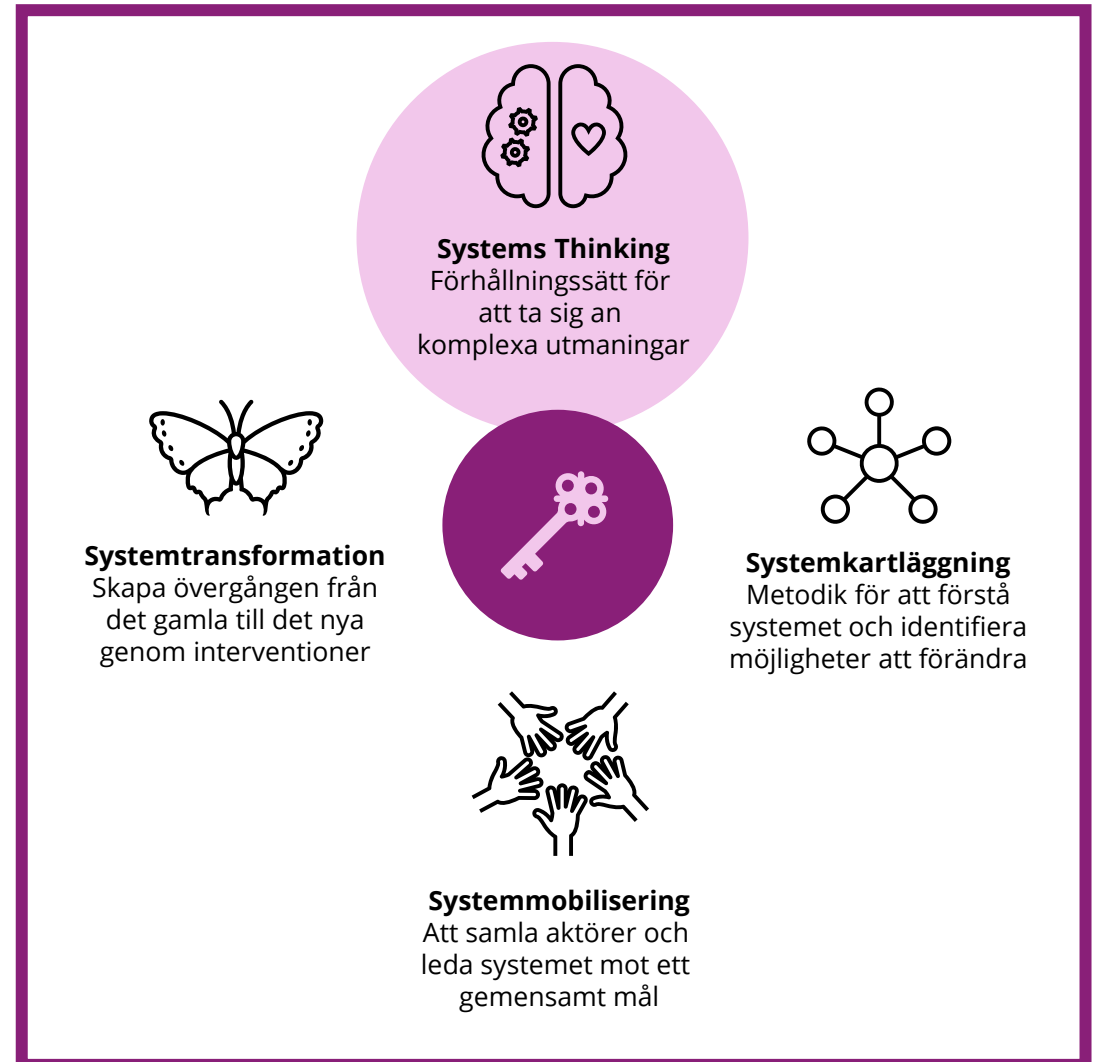 Systems Thinking
Förhållningssätt för
att ta sig an
komplexa utmaningar
Systemtransformation
Skapa övergången från
det gamla till det nya
genom interventioner
Systemkartläggning
Metodik för att förstå
systemet och identifiera
möjligheter att förändra
Systemmobilisering
Att samla aktörer och
leda systemet mot ett
gemensamt mål